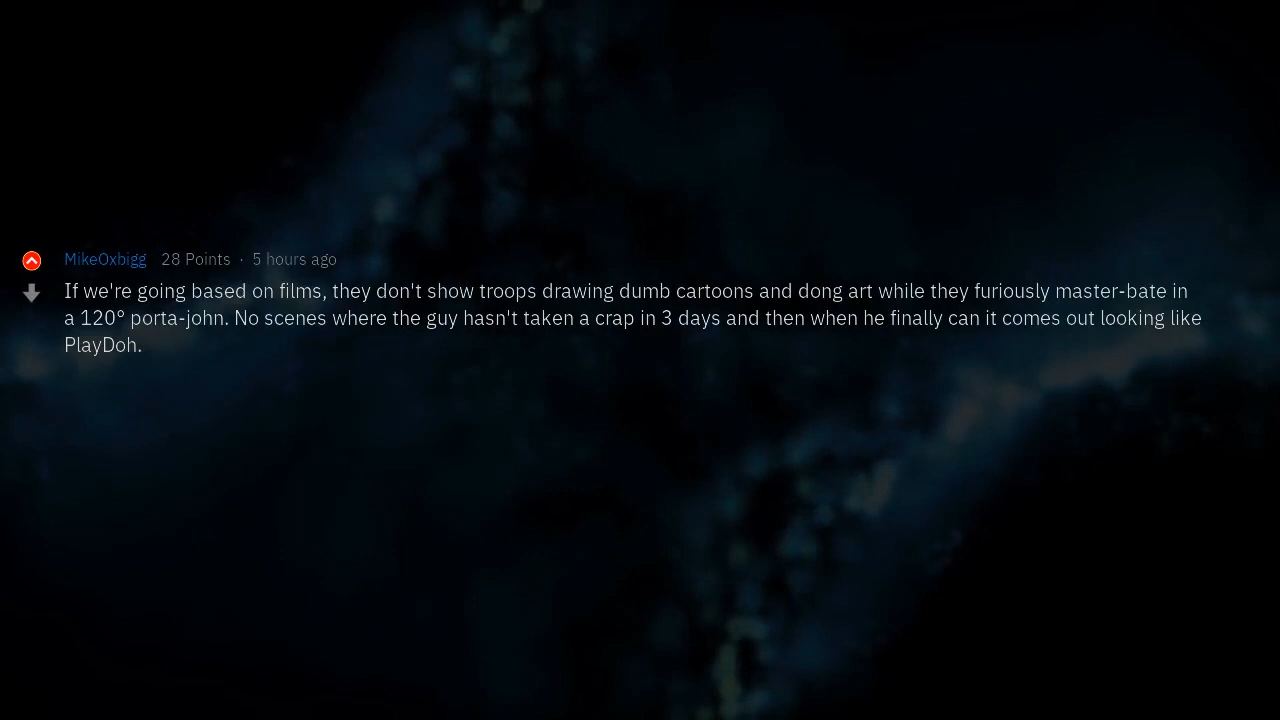 MikeOxbigg 28 Points · 5 hours ago
If we're going based on films, they don't show troops drawing dumb cartoons and dong art while they furiously master-bate in
a 120° porta-john. No scenes where the guy hasn't taken a crap in 3 days and then when he finally can it comes out looking like
PlayDoh.